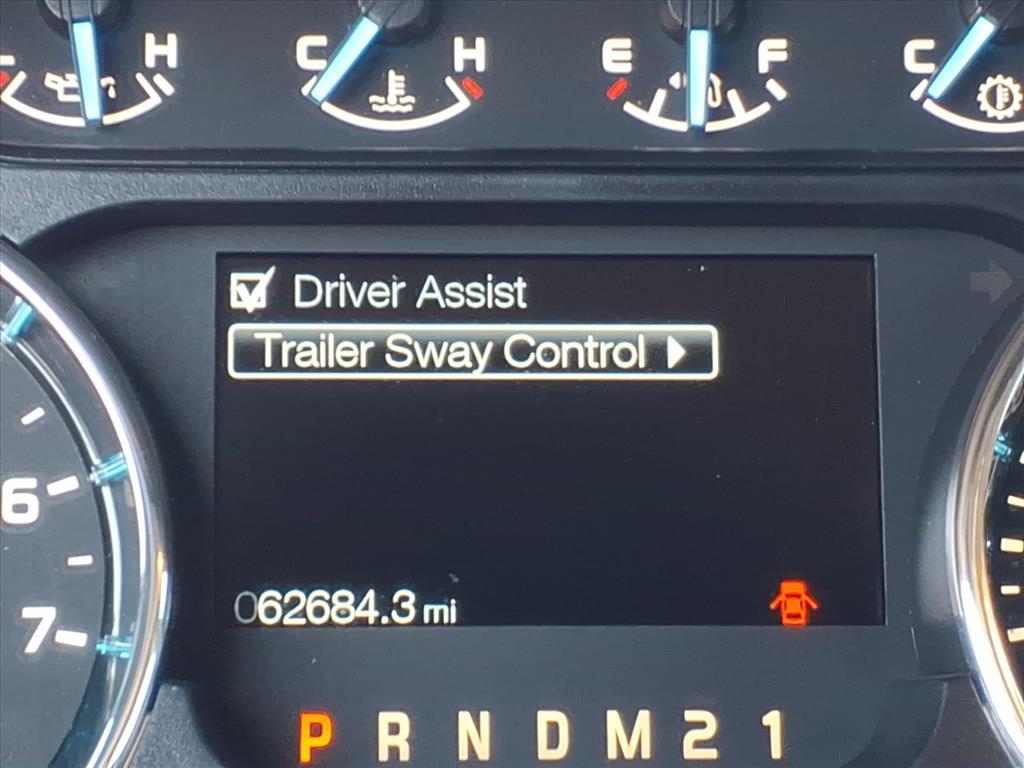 L H C H E F C
Driver Assist
Trailer Sway Control
6
062684.3 mi
7
P R N D M 2 1